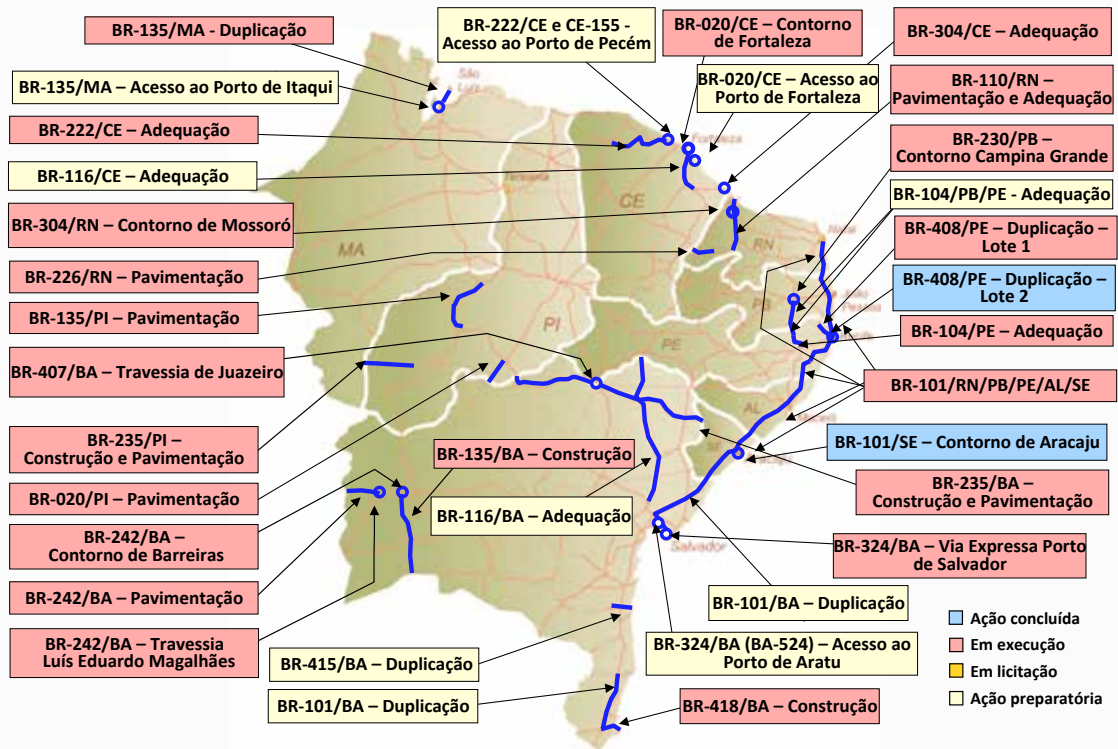 BR-135/MA - Duplicação
BR-222/CE e CE-155 -
Acesso ao Porto de Pecém
BR-020/CE – Contorno
de Fortaleza
BR-304/CE – Adequação
BR-135/MA – Acesso ao Porto de Itaqui
BR-020/CE – Acesso ao
Porto de Fortaleza
BR-110/RN –
Pavimentação e Adequação
BR-222/CE – Adequação
BR-230/PB –
Contorno Campina Grande
BR-116/CE – Adequação
BR-104/PB/PE - Adequação
BR-304/RN – Contorno de Mossoró
BR-408/PE – Duplicação –
Lote 1
BR-226/RN – Pavimentação
BR-408/PE – Duplicação –
Lote 2
BR-135/PI – Pavimentação
BR-104/PE – Adequação
BR-407/BA – Travessia de Juazeiro
BR-101/RN/PB/PE/AL/SE
BR-235/PI –
Construção e Pavimentação
BR-135/BA – Construção
BR-101/SE – Contorno de Aracaju
BR-020/PI – Pavimentação
BR-116/BA – Adequação
BR-235/BA –
Construção e Pavimentação
BR-242/BA –
Contorno de Barreiras
BR-324/BA – Via Expressa Porto
de Salvador
BR-242/BA – Pavimentação
BR-101/BA – Duplicação
BR-242/BA – Travessia
Luís Eduardo Magalhães
BR-415/BA – Duplicação
BR-324/BA (BA-524) – Acesso ao
Porto de Aratu
BR-101/BA – Duplicação
BR-418/BA – Construção
Ação concluída
Em execução
Em licitação
Ação preparatória
São
Fortaleza
Teresina
CE
MA
RN
Natal
João
Pessoa
PI
PE
AL
Maceió
Salvador